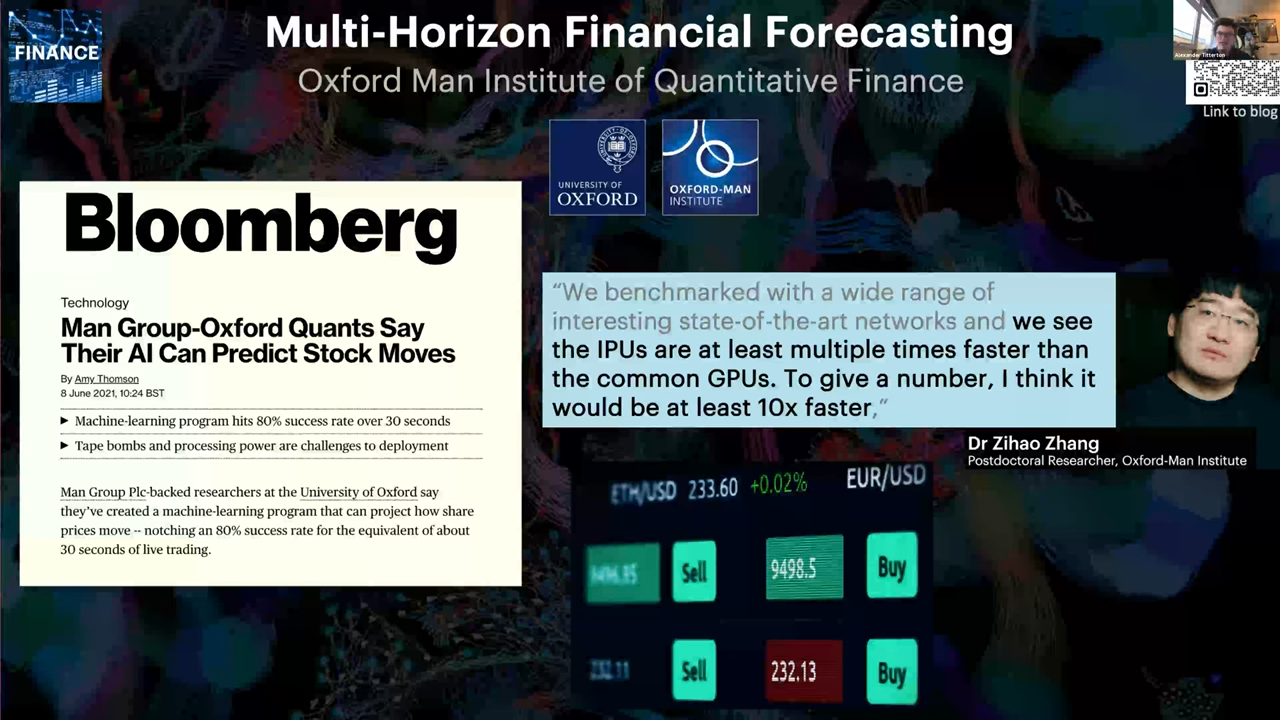 FINANCE
Multi-Horizon Financial Forecasting
Oxford Man Institute of Quantitative Finance
Alexander Titterton
Link to blog
UNIVERSITY OF
OXFORD
OXFORD-MAN
INSTITUTE
Bloomberg
Technology
Man Group-Oxford Quants Say
Their AI Can Predict Stock Moves
By Amy Thomson
8 June 2021, 10:24 BST
Machine-learning program hits 80% success rate over 30 seconds
Tape bombs and processing power are challenges to deployment
Man Group Plc-backed researchers at the University of Oxford say
they've created a machine-learning program that can project how share
prices move -- notching an 80% success rate for the equivalent of about
30 seconds of live trading.
“We benchmarked with a wide range of
interesting state-of-the-art networks and we see
the IPUs are at least multiple times faster than
the common GPUs. To give a number, I think it
would be at least 10x faster,”
Dr Zihao Zhang
Postdoctoral Researcher, Oxford-Man Institute
ETH/USD 233.60 +0.02% EUR/USD
Sell 9498.5 Buy
232.11 Sell 232.13 Buy